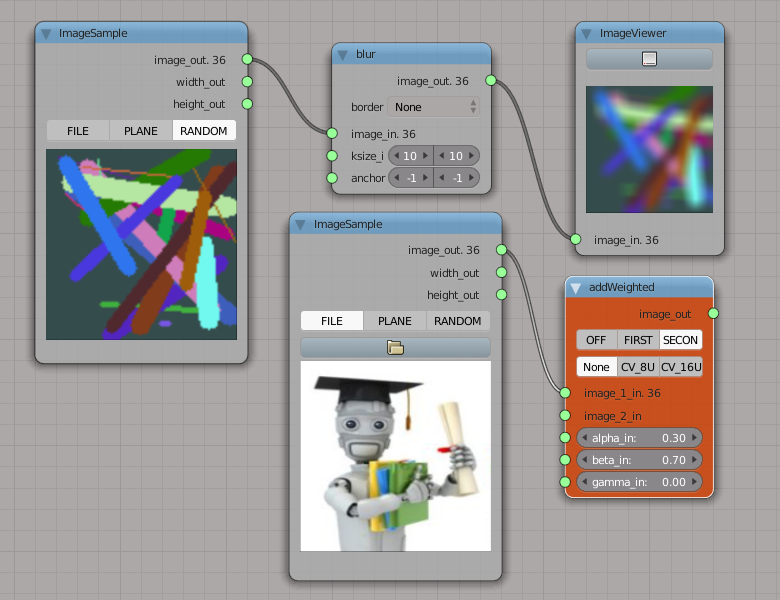 ImageSample
image_out. 36
width_out
height_out
FILE PLANE RANDOM
blur
image_out. 36
border None
image_in. 36
ksize_i 10 10
anchor -1 -1
ImageViewer
image_in. 36
ImageSample
image_out. 36
width_out
height_out
FILE PLANE RANDOM
addWeighted
image_out
OFF FIRST SECON
None CV_8U CV_16U
image_1_in. 36
image_2_in
alpha_in: 0.30
beta_in: 0.70
gamma_in: 0.00